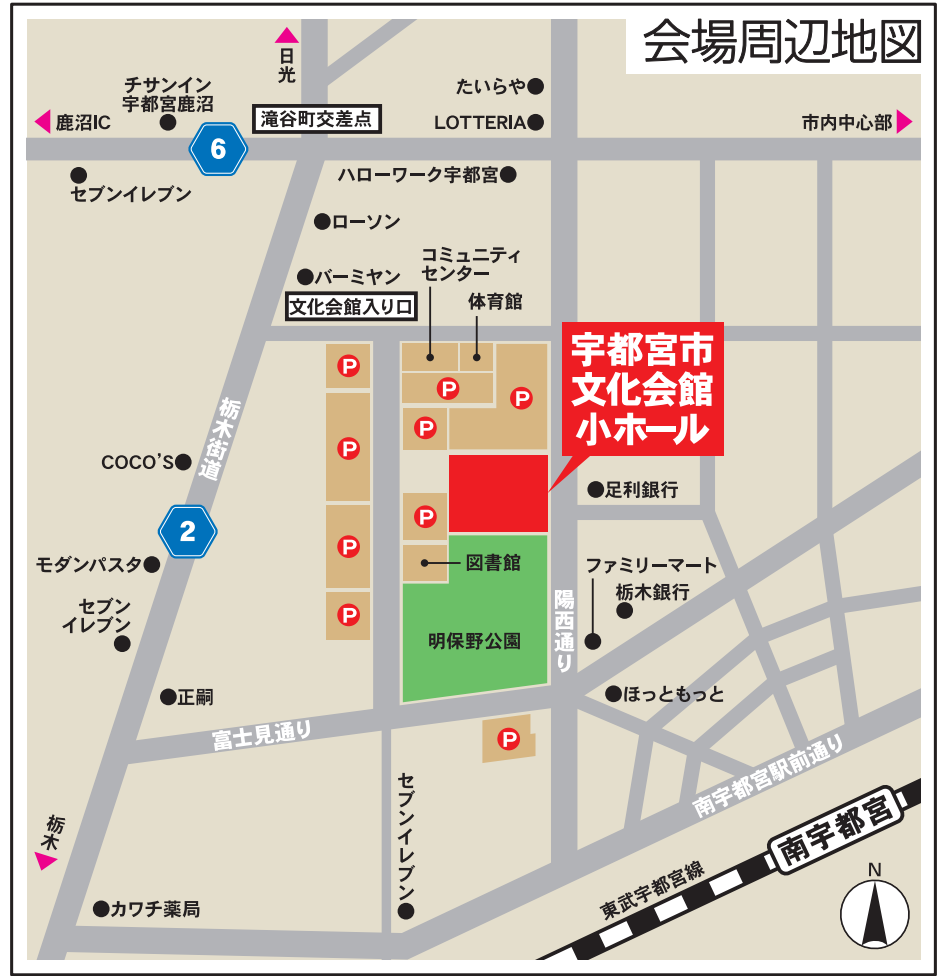 会場周辺地図
日光
チサンイン
宇都宮鹿沼
たいらや
鹿沼IC
滝谷町交差点
LOTTERIA
市内中心部
6
セブンイレブン
ハローワーク宇都宮
ローソン
コミュニティ
センター
バーミヤン
体育館
文化会館入り口
宇都宮市
文化会館
小ホール
P
P
P
P
P
栃木街道
COCO'S
足利銀行
P
2
P
モダンパスタ
図書館
ファミリーマート
栃木銀行
セブン
イレブン
P
陽西通り
明保野公園
正嗣
ほっともっと
富士見通り
P
南宇都宮駅前通り
セブンイレブン
栃木
南宇都宮
東武宇都宮線
N
カワチ薬局